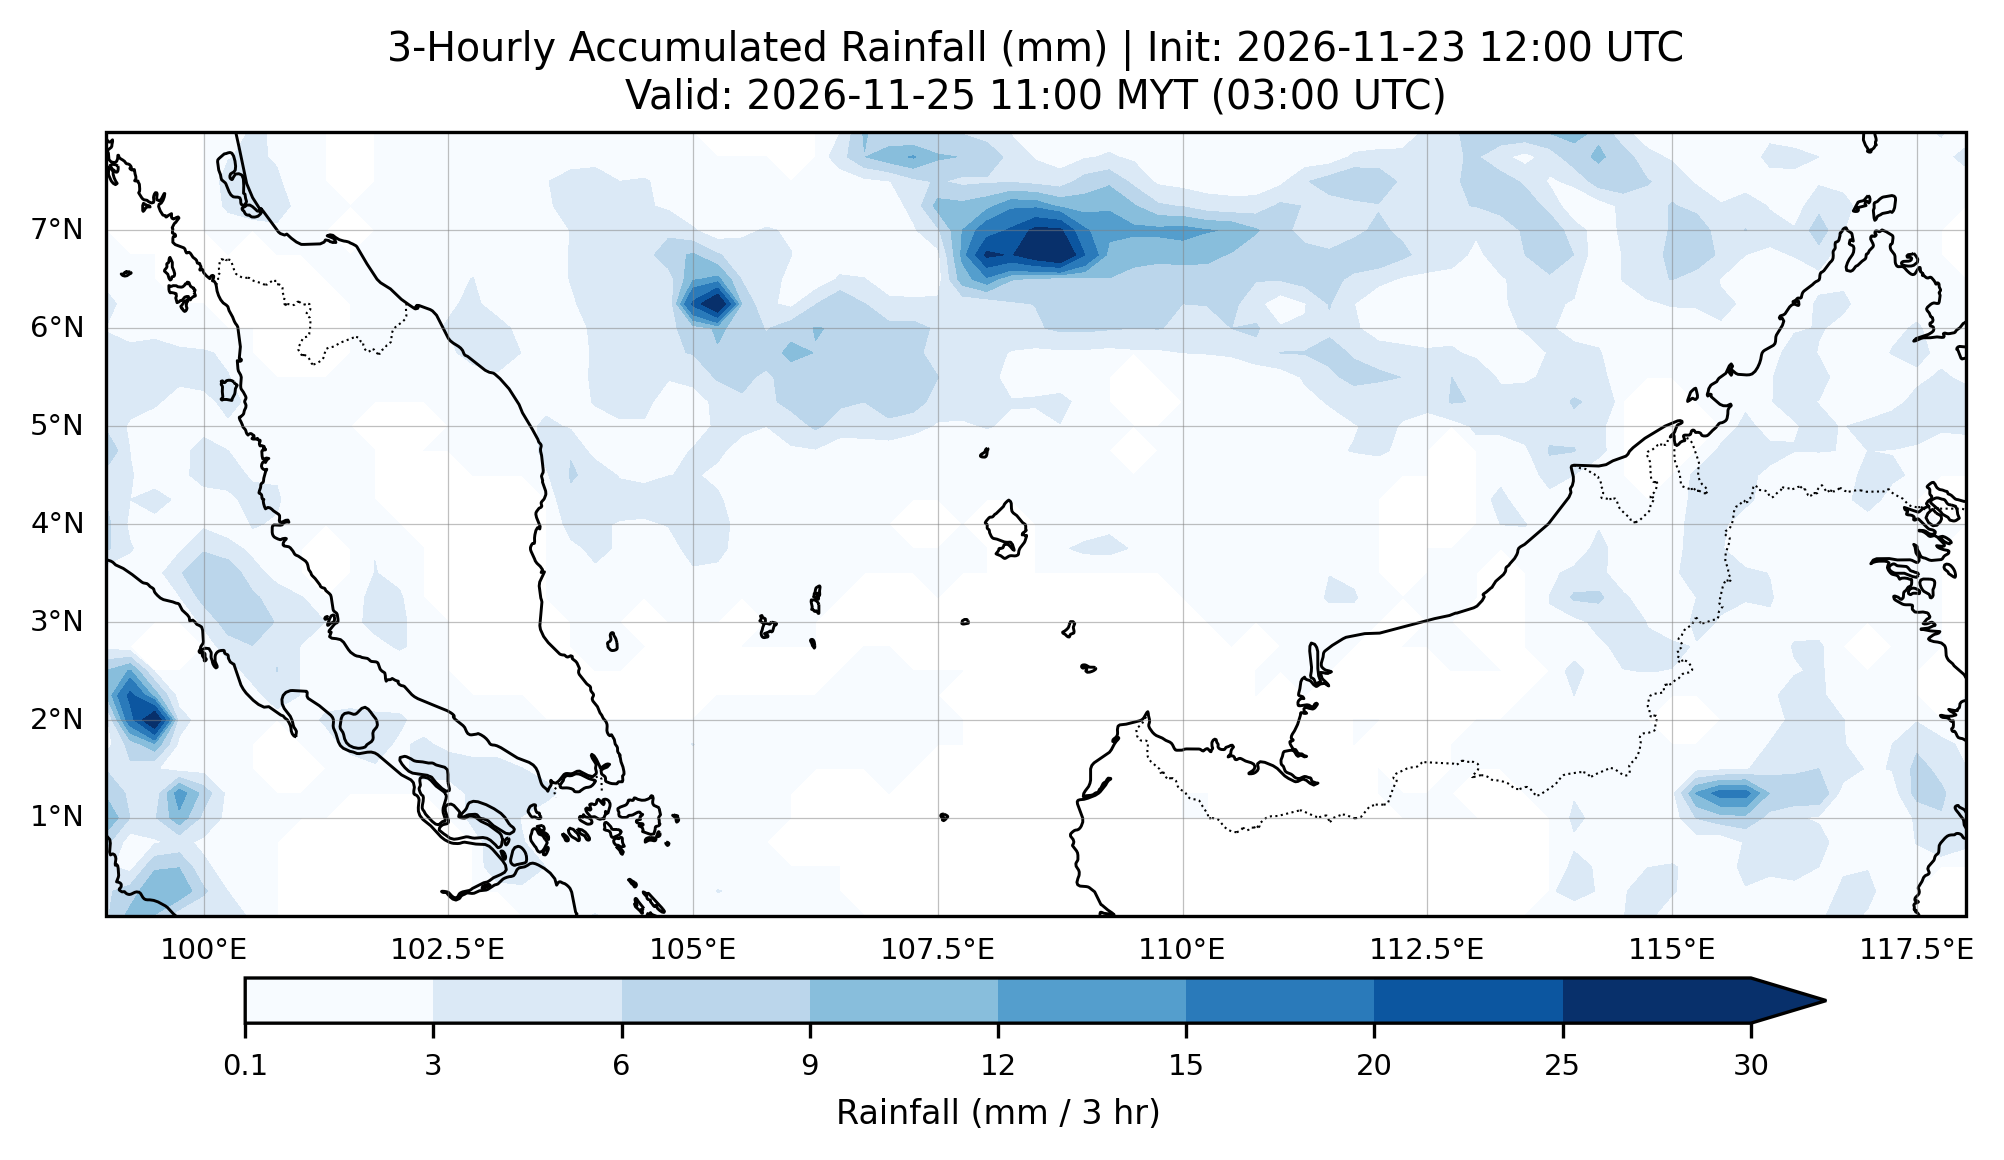 3-Hourly Accumulated Rainfall (mm) | Init: 2026-11-23 12:00 UTC
Valid: 2026-11-25 11:00 MYT (03:00 UTC)
7°N
6°N
5°N
4°N
3°N
2°N
1°N
100°E 102.5°E 105°E 107.5°E 110°E 112.5°E 115°E 117.5°E
0.1 3 6 9 12 15 20 25 30
Rainfall (mm / 3 hr)